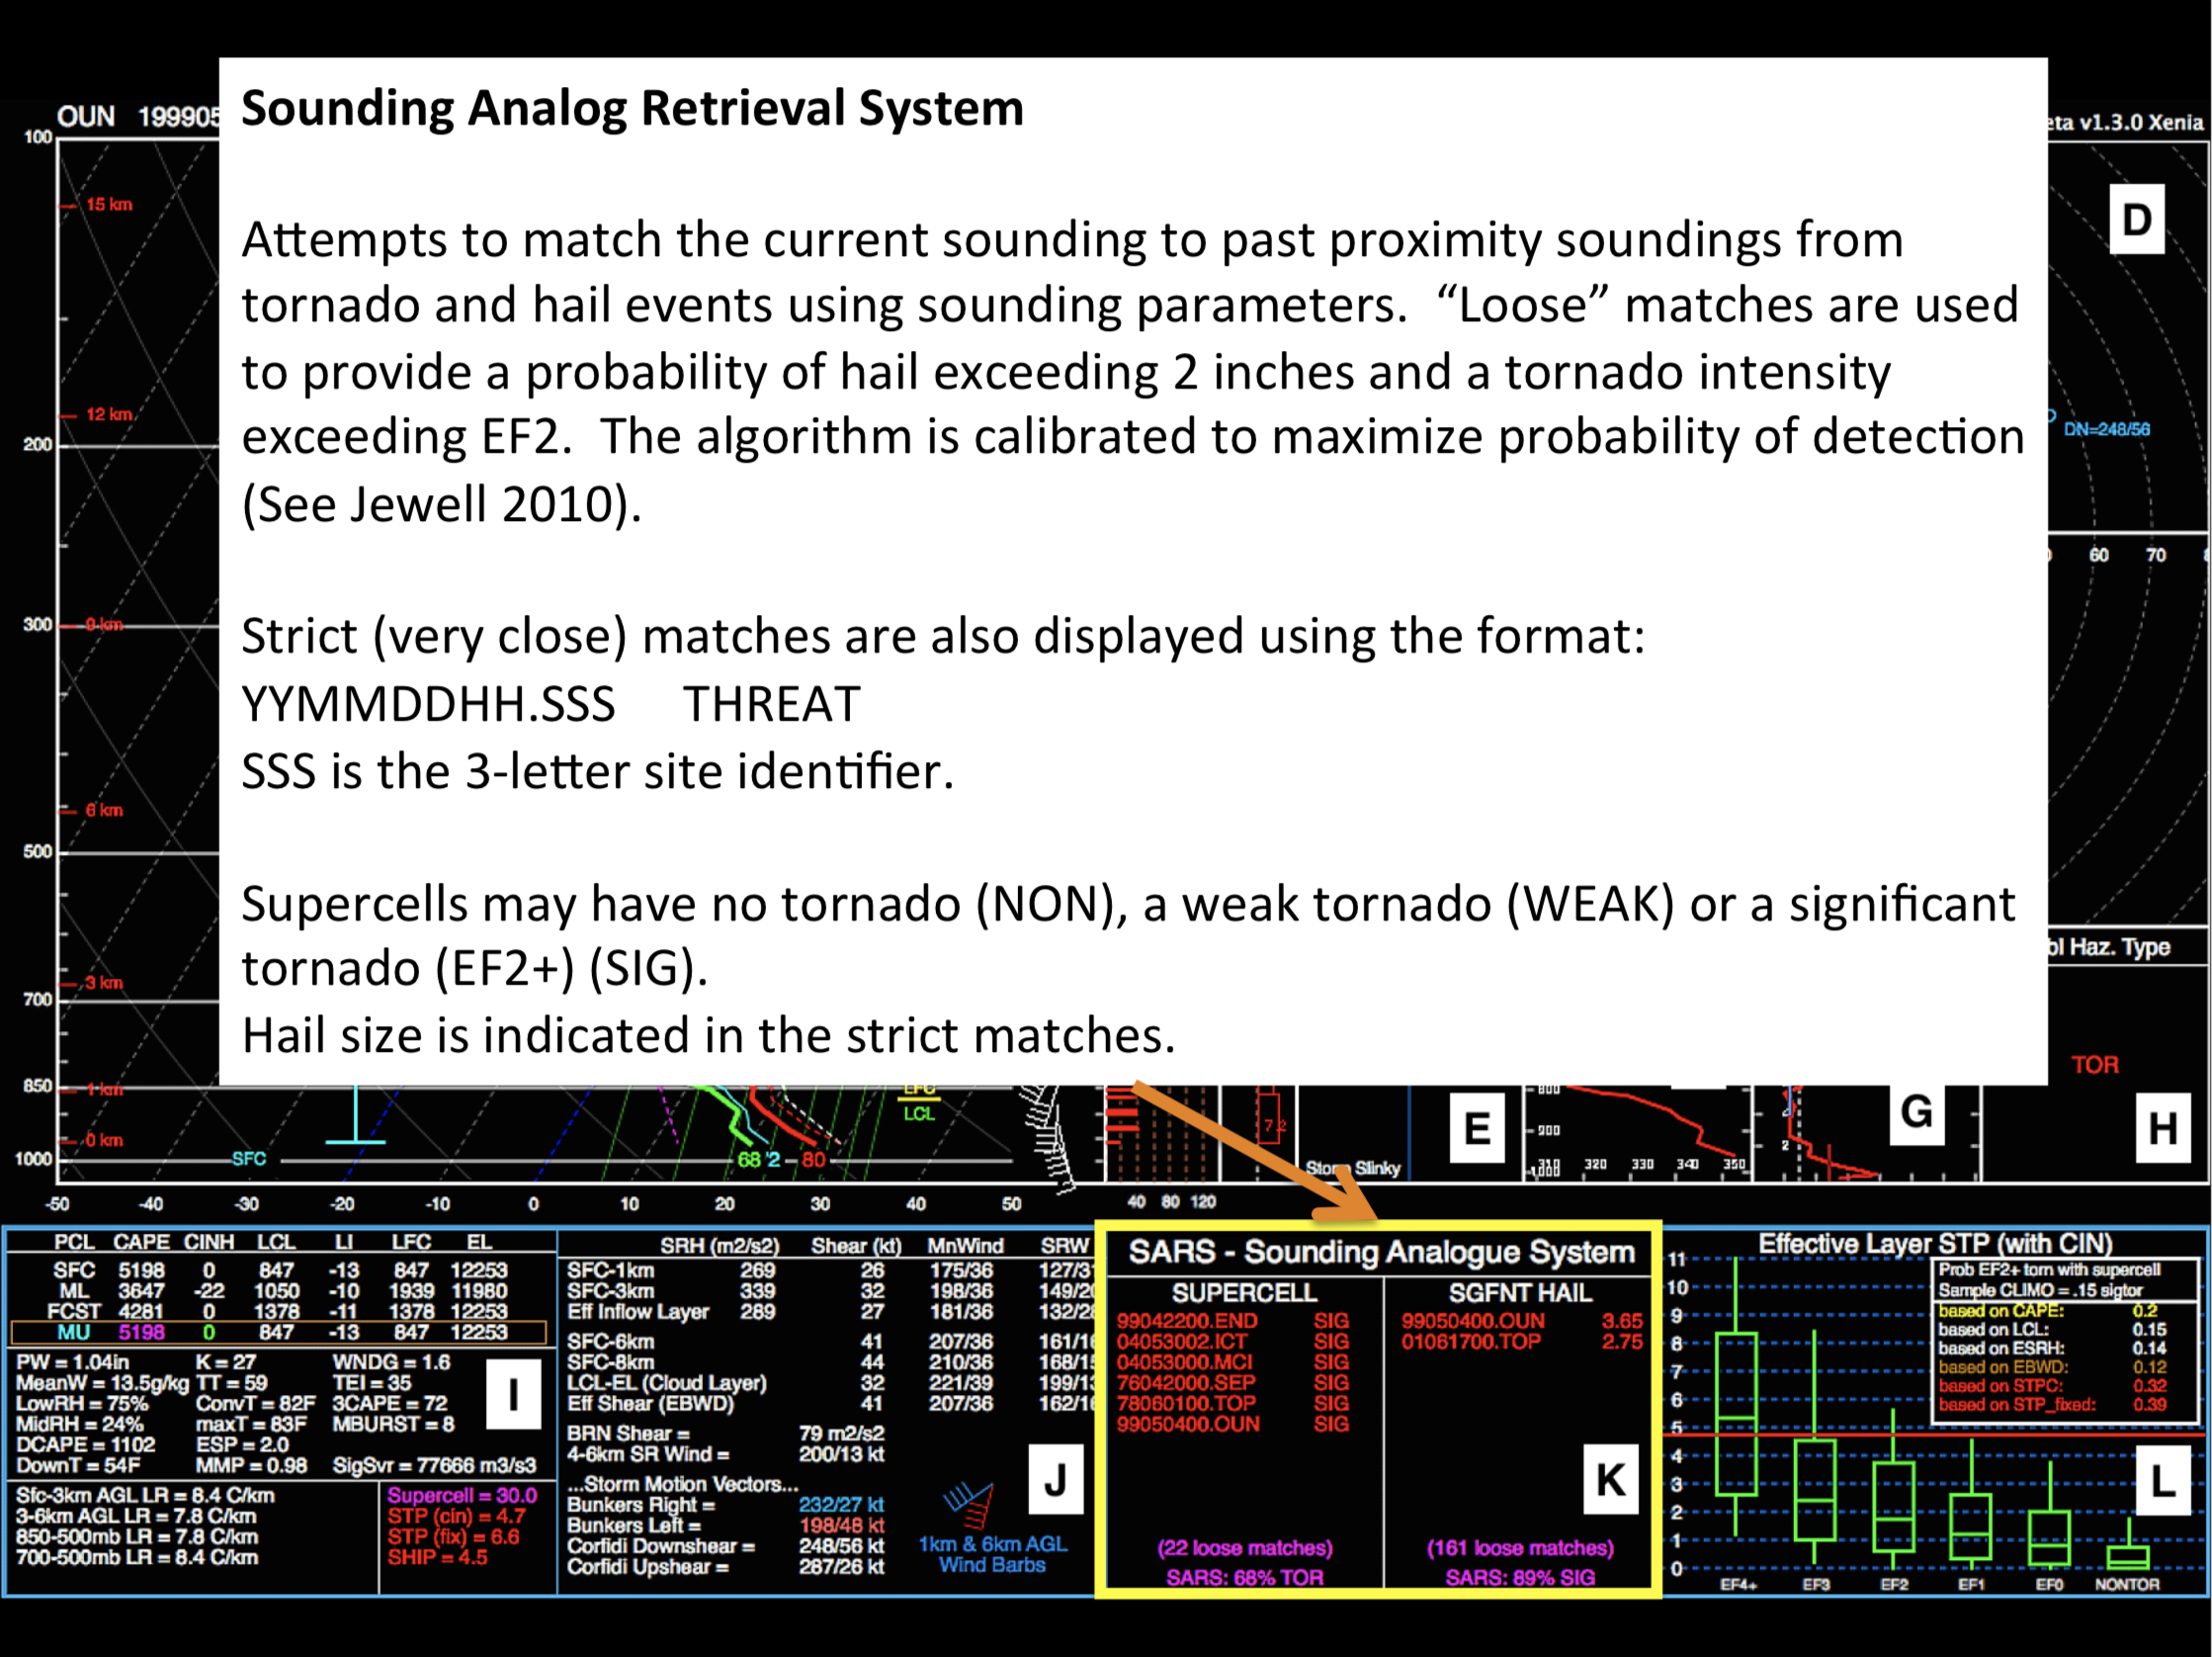 OUN 199905
eta v1.3.0 Xenia
Sounding Analog Retrieval System
Attempts to match the current sounding to past proximity soundings from
tornado and hail events using sounding parameters. “Loose” matches are used
to provide a probability of hail exceeding 2 inches and a tornado intensity
exceeding EF2. The algorithm is calibrated to maximize probability of detection
(See Jewell 2010).
Strict (very close) matches are also displayed using the format:
YYMMDDHH.SSS THREAT
SSS is the 3-letter site identifier.
Supercells may have no tornado (NON), a weak tornado (WEAK) or a significant
tornado (EF2+) (SIG).
Hail size is indicated in the strict matches.
100
15 km
12 km
200
300
9 km
6 km
500
3 km
700
850
1 km
0 km
1000
SFC
D
DN=248/56
60 70
bl Haz. Type
TOR
H
LCL
68 80
-50 -40 -30 -20 -10 0 10 20 30 40 50
40 80 120
Slinky
E
900
320 330 340 350
G
PCL CAPE CINH LCL LI LFC EL
SFC 5198 0 847 -13 847 12253
ML 3647 -22 1050 -10 1939 11980
FCST 4281 0 1378 -11 1378 12253
MU 5198 0 847 -13 847 12253
PW = 1.04in K = 27 WNDG = 1.6
MeanW = 13.5g/kg TT = 59 TEI = 35
LowRH = 75% ConvT = 82F 3CAPE = 72
MidRH = 24% maxT = 83F MBURST = 8
DCAPE = 1102 ESP = 2.0
DownT = 54F MMP = 0.98 SigSvr = 77666 m3/s3
I
Sfc-3km AGL LR = 8.4 C/km
3-6km AGL LR = 7.8 C/km
850-500mb LR = 7.8 C/km
700-500mb LR = 8.4 C/km
Supercell = 30.0
STP (cin) = 4.7
STP (fix) = 6.6
SHIP = 4.5
SRH (m2/s2) Shear (kt) MnWind SRW
SFC-1km 269 26 175/36 127/3
SFC-3km 339 32 198/36 149/2
Eff Inflow Layer 269 27 181/36 132/2
SFC-6km 41 207/36 161/1
SFC-8km 44 210/36 168/1
LCL-EL (Cloud Layer) 32 221/39 199/1
Eff Shear (EBWD) 41 207/36 162/1
BRN Shear = 79 m2/s2
4-6km SR Wind = 200/13 kt
...Storm Motion Vectors...
Bunkers Right = 232/27 kt
Bunkers Left = 198/48 kt
Corfidi Downshear = 248/56 kt
Corfidi Upshear = 287/26 kt
1km & 6km AGL
Wind Barbs
J
SARS - Sounding Analogue System
SUPERCELL
99042200.END SIG
04053002.ICT SIG
04053000.MCI SIG
76042000.SEP SIG
78060100.TOP SIG
99050400.OUN SIG
(22 loose matches)
SARS: 68% TOR
SGFNT HAIL
99050400.OUN 3.65
01081700.TOP 2.75
(161 loose matches)
SARS: 89% SIG
K
Effective Layer STP (with CIN)
Prob EF2+ torn with supercell
Sample CLIMO = .15 sigtor
based on CAPE: 0.2
based on LCL: 0.15
based on ESRH: 0.14
based on EBWD: 0.12
based on STPC: 0.32
based on STP_fixed: 0.39
11
10
9
8
7
6
5
4
3
2
1
0
EF4+ EF3 EF2 EF1 EF0 NONTOR
L